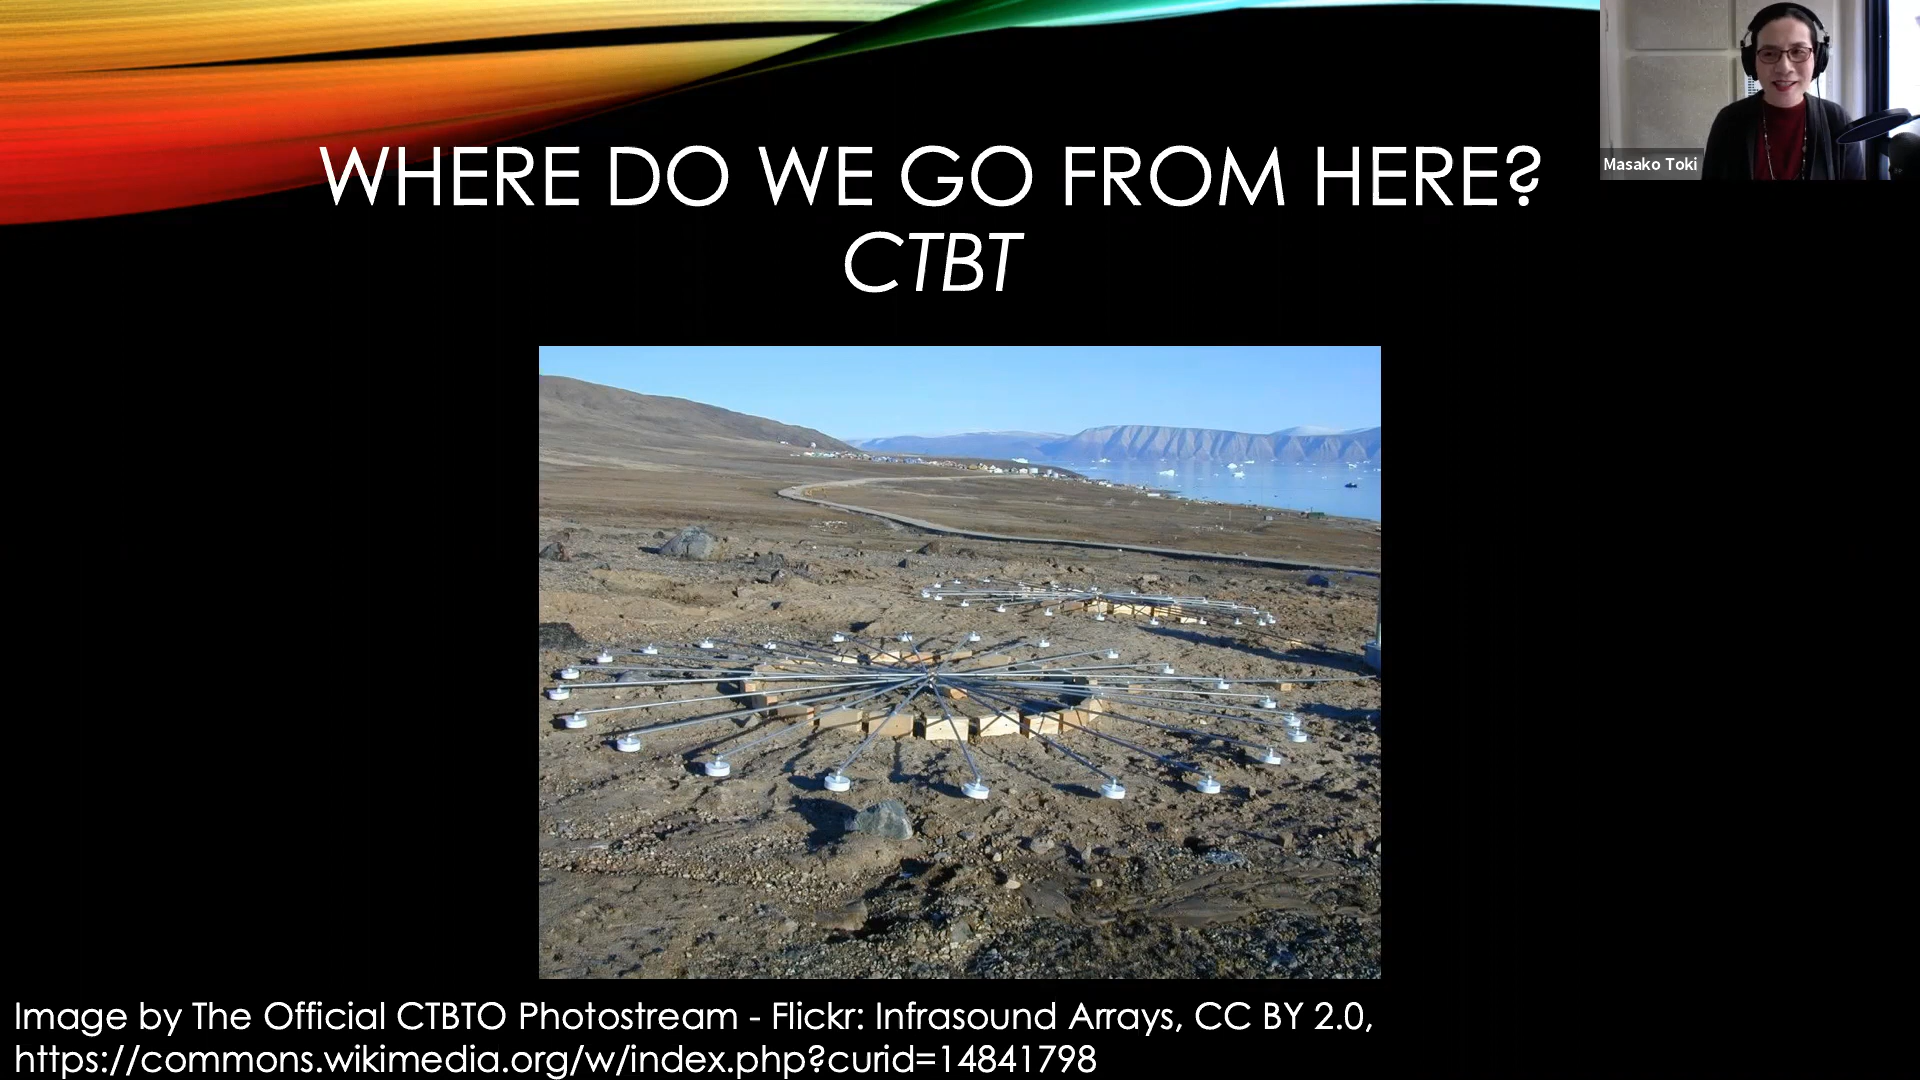 WHERE DO WE GO FROM HERE?
CTBT
Masako Toki
Image by The Official CTBTO Photostream - Flickr: Infrasound Arrays, CC BY 2.0,
https://commons.wikimedia.org/w/index.php?curid=14841798